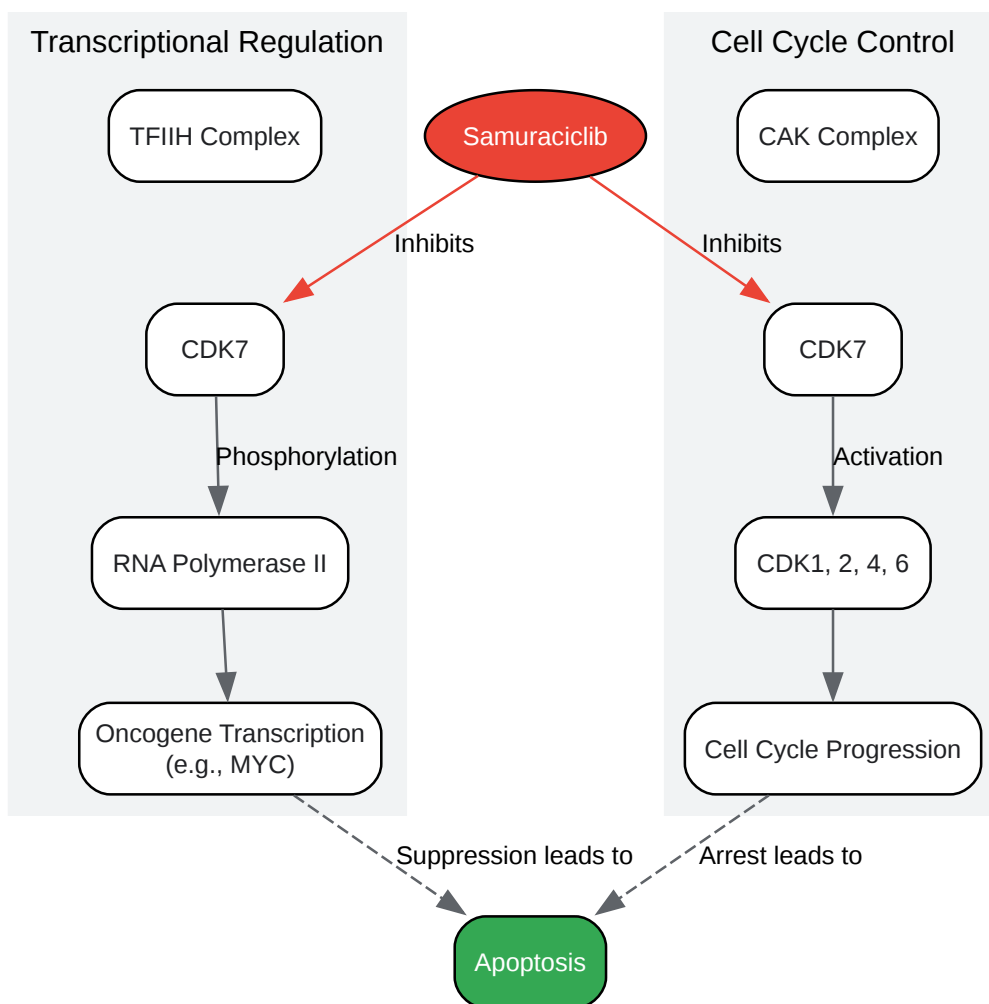 Transcriptional Regulation
Cell Cycle Control
TFIIH Complex
Samuraciclib
CAK Complex
Inhibits
Inhibits
CDK7
CDK7
Phosphorylation
Activation
RNA Polymerase II
CDK1, 2, 4, 6
Oncogene Transcription
(e.g., MYC)
Cell Cycle Progression
Suppression leads to
Arrest leads to
Apoptosis